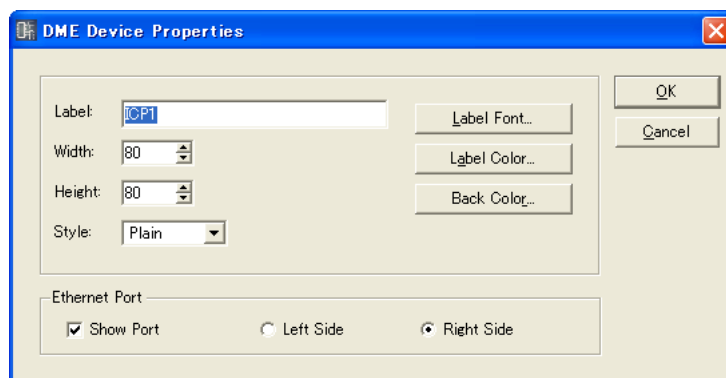 DME Device Properties
Label: ICP1 Label Font... OK
Width: 80 Label Color... Cancel
Height: 80 Back Color...
Style: Plain
Ethernet Port
Show Port Left Side Right Side